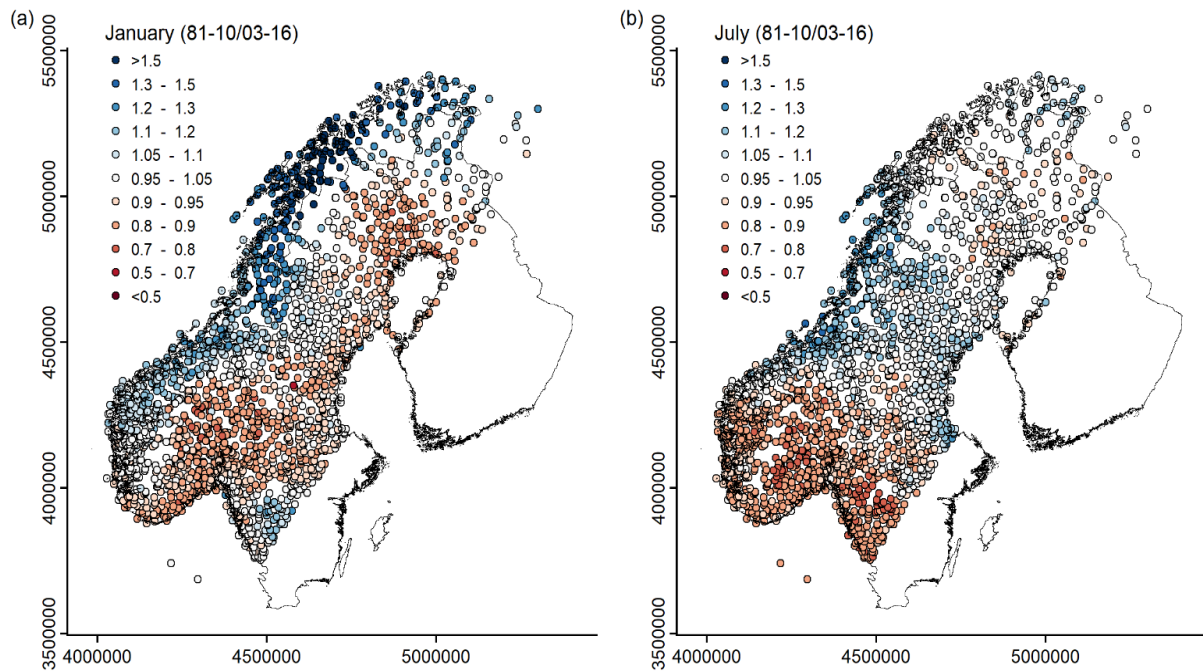 (a)
January (81-10/03-16)
>1.5
1.3 - 1.5
1.2 - 1.3
1.1 - 1.2
1.05 - 1.1
0.95 - 1.05
0.9 - 0.95
0.8 - 0.9
0.7 - 0.8
0.5 - 0.7
<0.5
5500000
5000000
4500000
4000000
3500000
4000000 4500000 5000000
(b)
July (81-10/03-16)
>1.5
1.3 - 1.5
1.2 - 1.3
1.1 - 1.2
1.05 - 1.1
0.95 - 1.05
0.9 - 0.95
0.8 - 0.9
0.7 - 0.8
0.5 - 0.7
<0.5
5500000
5000000
4500000
4000000
3500000
4000000 4500000 5000000